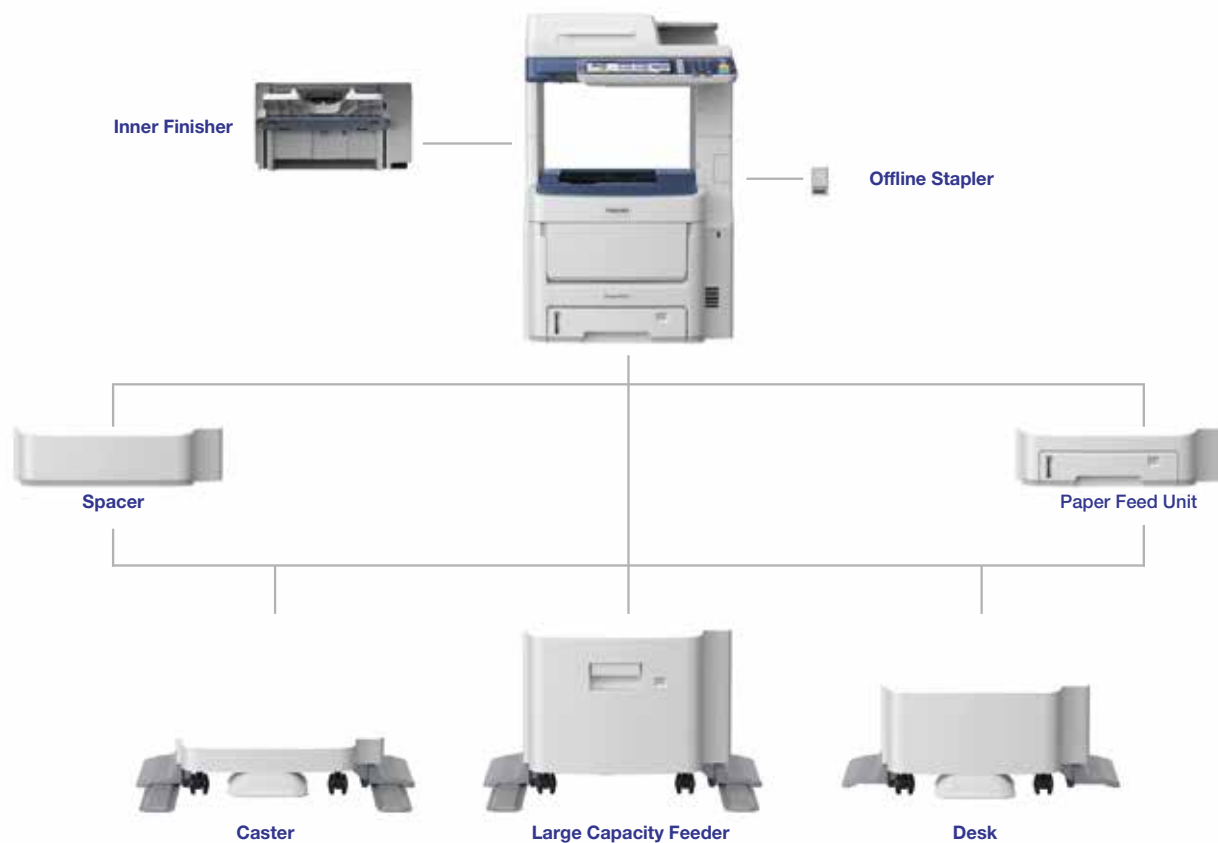 Inner Finisher
Offline Stapler
Spacer
Paper Feed Unit
Caster
Large Capacity Feeder
Desk